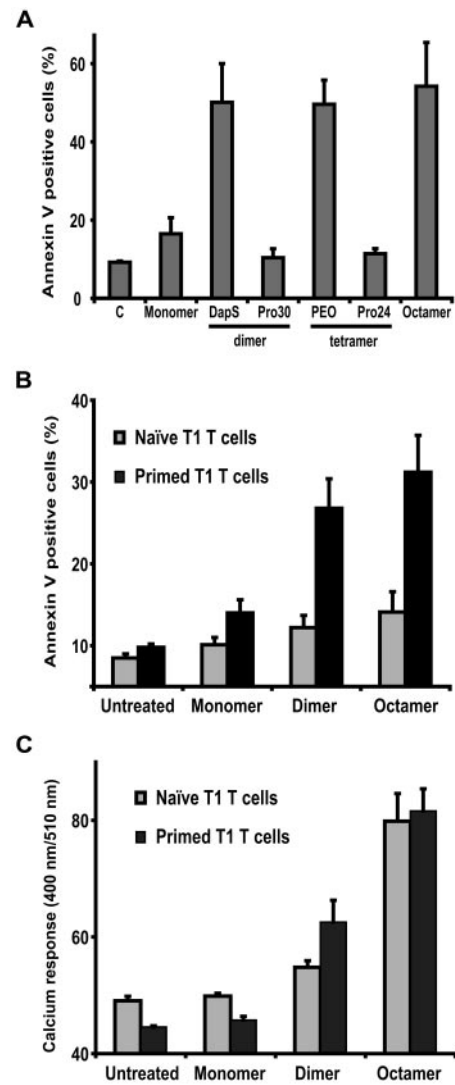 A
Annexin V positive cells (%)
60
40
20
0
C Monomer DapS Pro30 PEO Pro24 Octamer
dimer tetramer
B
Annexin V positive cells (%)
40
30
20
10
Naïve T1 T cells
Primed T1 T cells
Untreated Monomer Dimer Octamer
C
Calcium response (400 nm/510 nm)
80
60
40
Naïve T1 T cells
Primed T1 T cells
Untreated Monomer Dimer Octamer